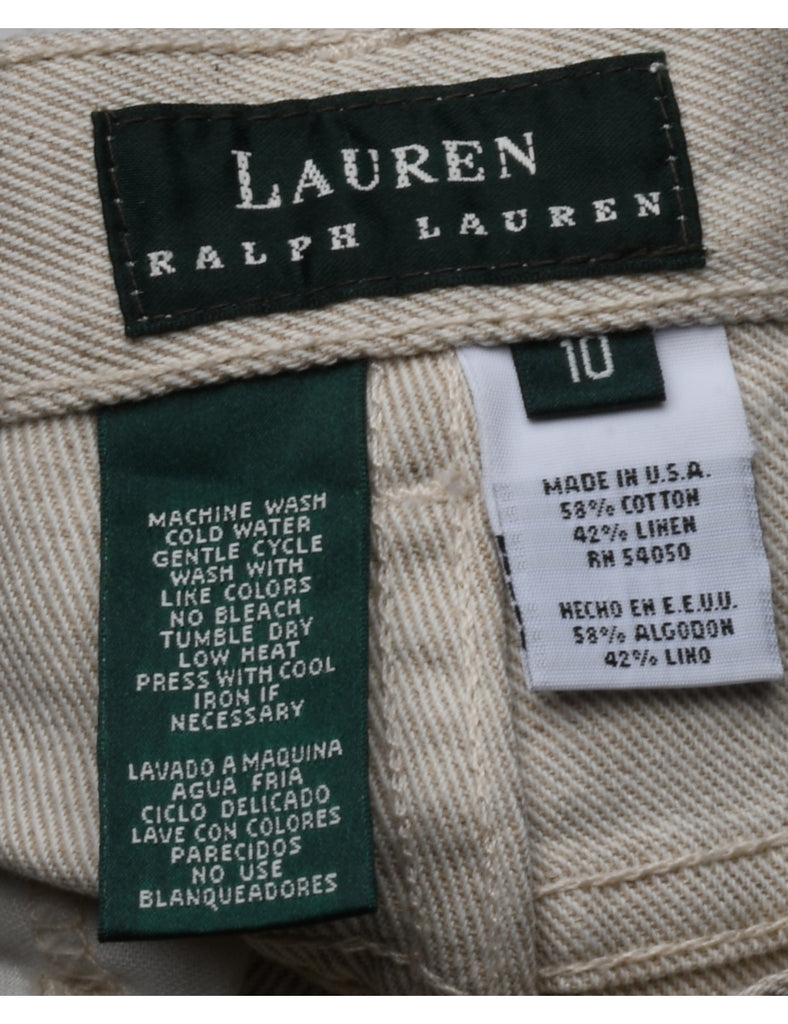 LAUREN
RALPH LAUREN
10
MACHINE WASH
COLD WATER
GENTLE CYCLE
WASH WITH
LIKE COLORS
NO BLEACH
TUMBLE DRY
LOW HEAT
PRESS WITH COOL
IRON IF
NECESSARY
LAVADO A MAQUINA
AGUA FRIA
CICLO DELICADO
LAVE CON COLORES
PARECIDOS
NO USE
BLANQUEADORES
MADE IN U.S.A.
58% COTTON
42% LINEN
RN 54050
HECHO EN E.E.U.U.
58% ALGODON
42% LINO